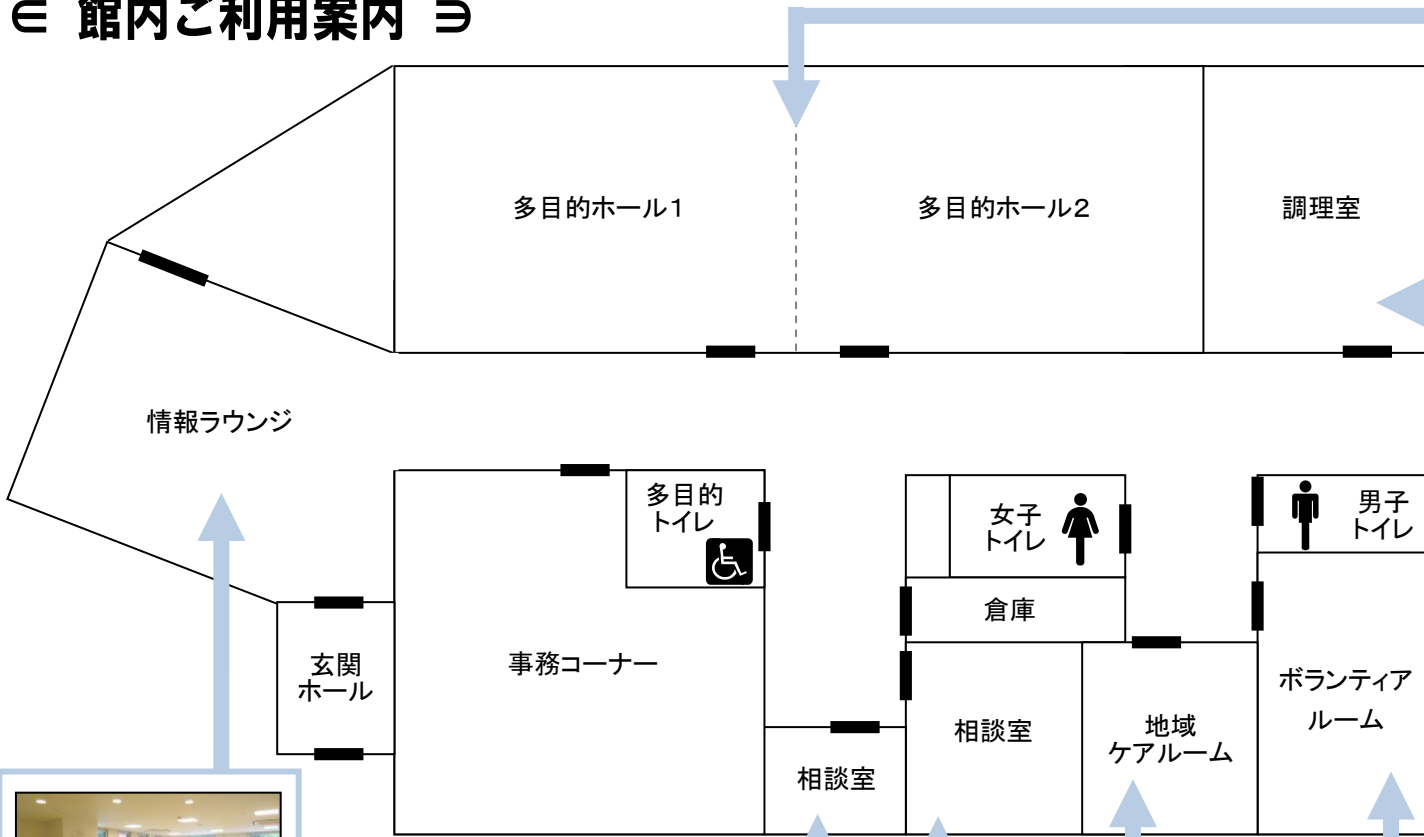 ∈ 館内ご利用案内 ∋
多目的ホール1
多目的ホール2
調理室
情報ラウンジ
多目的
トイレ
女子
トイレ
男子
トイレ
倉庫
玄関
ホール
事務コーナー
相談室
相談室
地域
ケアルーム
ボランティア
ルーム